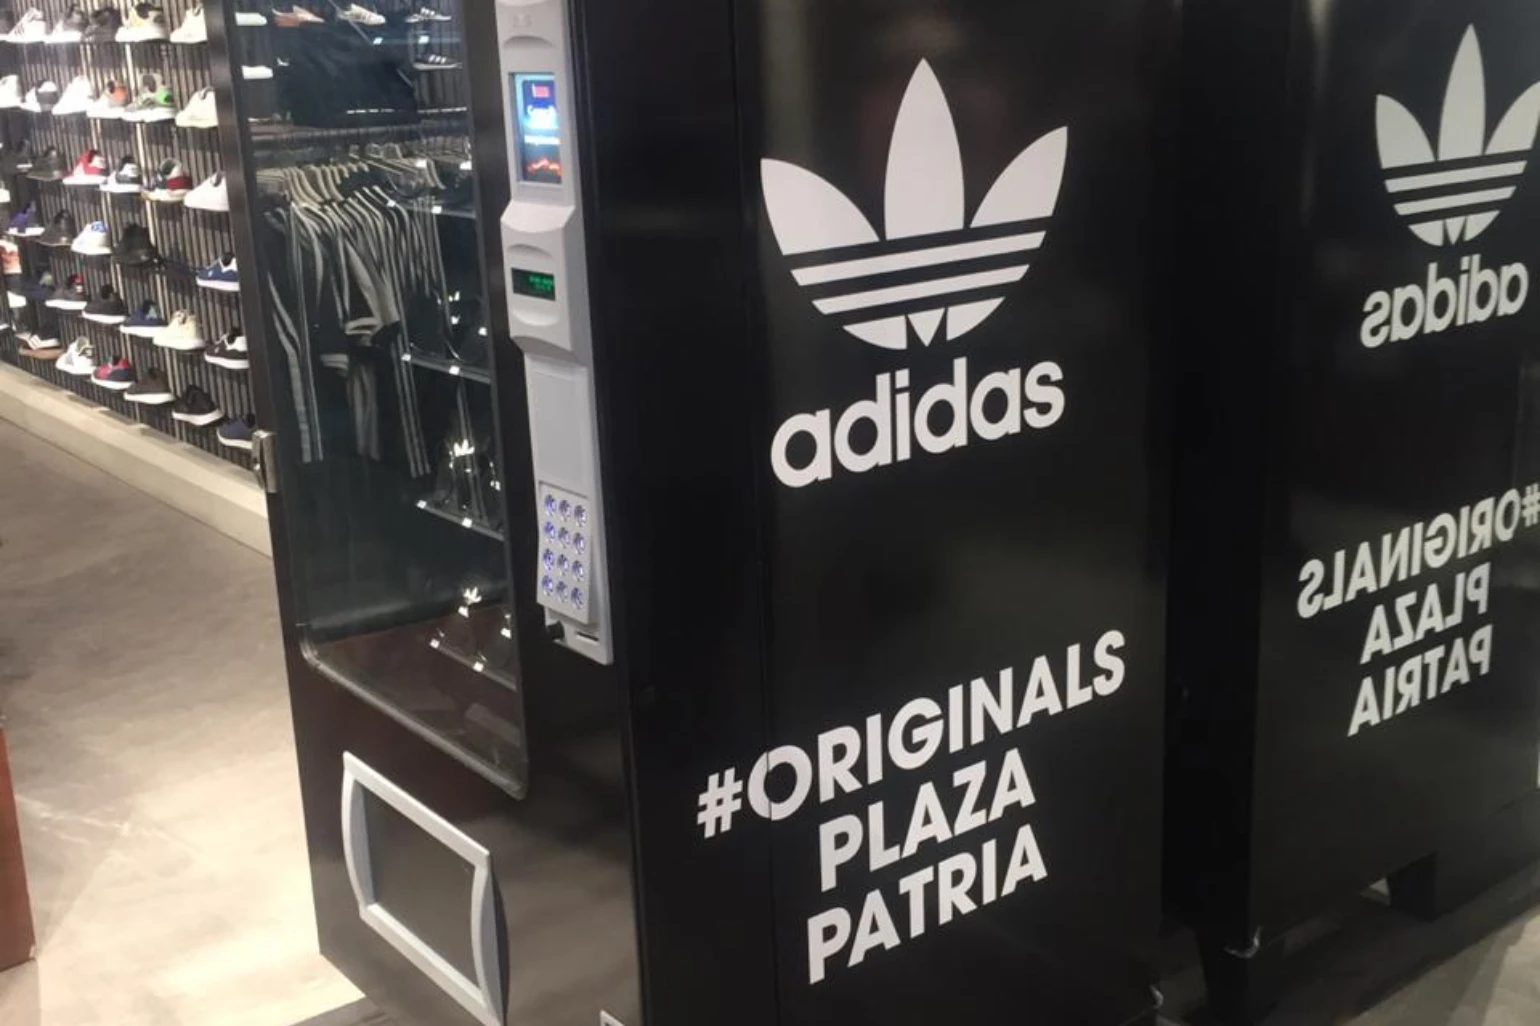 adidas
#ORIGINALS
PLAZA
PATRIA
adidas
#ORIGINALS
PLAZA
PATRIA